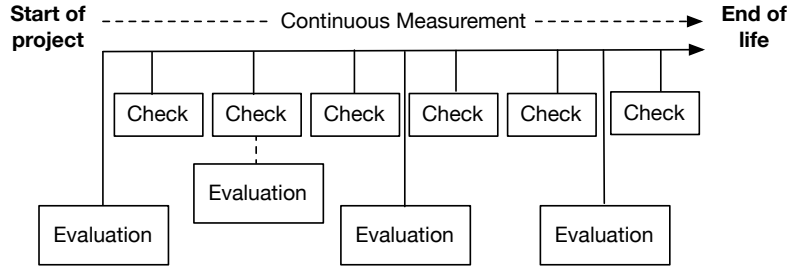 Start of
project
Continuous Measurement
End of
life
Check
Check
Check
Check
Check
Check
Evaluation
Evaluation
Evaluation
Evaluation